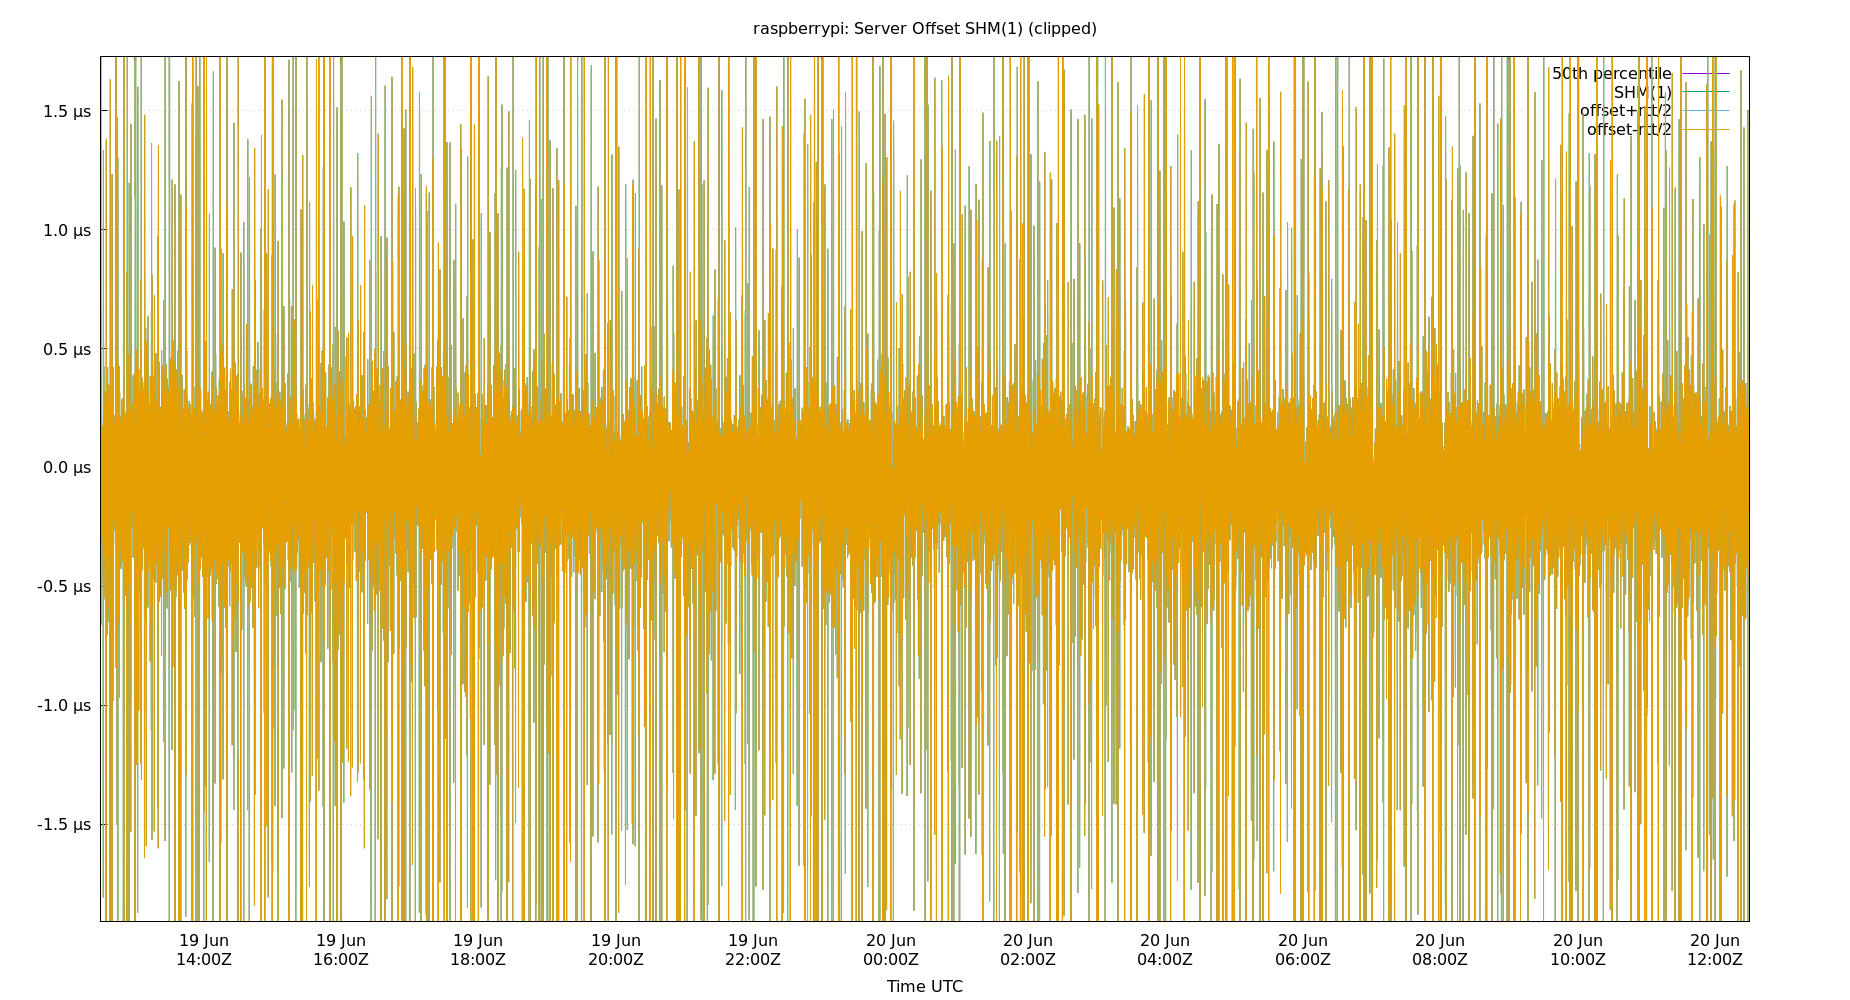 raspberrypi: Server Offset SHM(1) (clipped)
50th percentile
SHM(1)
offset+rtt/2
offset-rtt/2
1.5 µs
1.0 µs
0.5 µs
0.0 µs
-0.5 µs
-1.0 µs
-1.5 µs
19 Jun 19 Jun 19 Jun 19 Jun 19 Jun 20 Jun 20 Jun 20 Jun 20 Jun 20 Jun 20 Jun 20 Jun
14:00Z 16:00Z 18:00Z 20:00Z 22:00Z 00:00Z 02:00Z 04:00Z 06:00Z 08:00Z 10:00Z 12:00Z
Time UTC